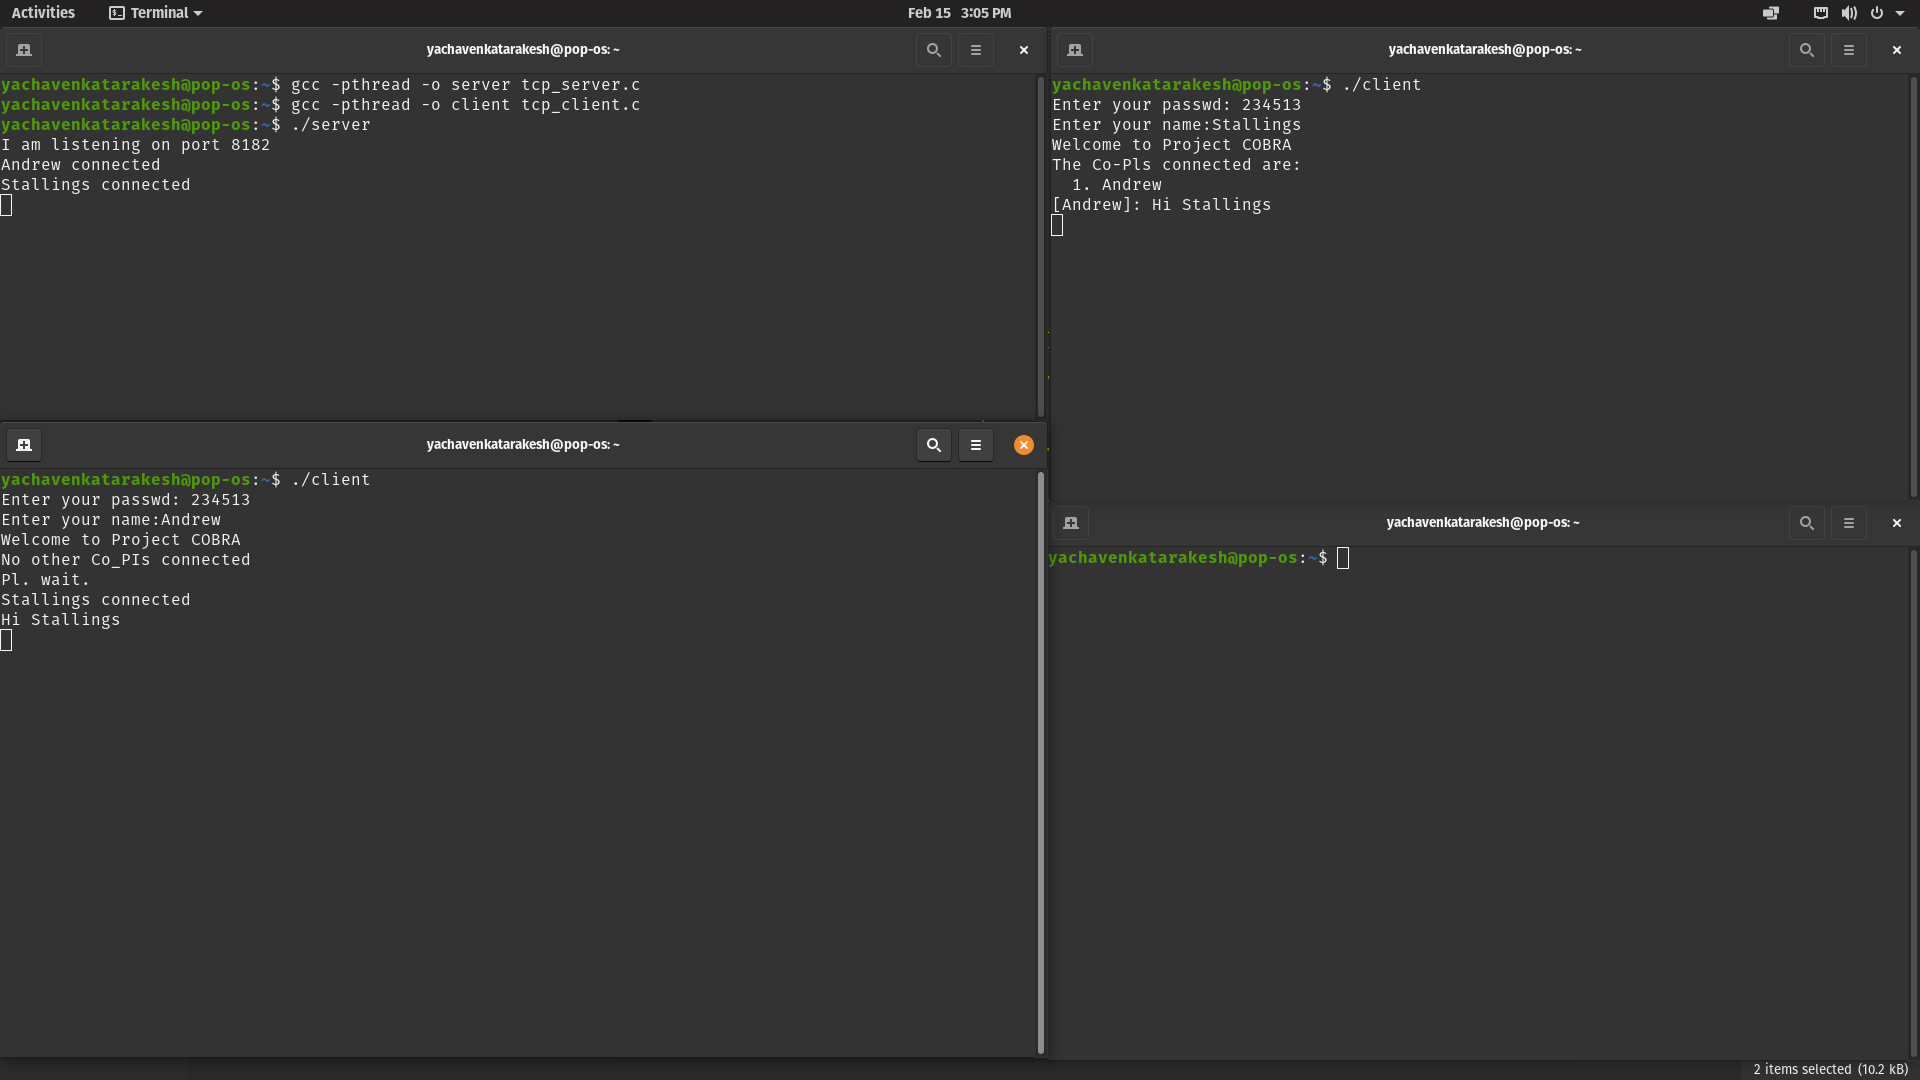 Activities
Terminal
Feb 15 3:05 PM
yachavenkatarakesh@pop-os: ~
yachavenkatarakesh@pop-os:~$ gcc -pthread -o server tcp_server.c
yachavenkatarakesh@pop-os:~$ gcc -pthread -o client tcp_client.c
yachavenkatarakesh@pop-os:~$ ./server
I am listening on port 8182
Andrew connected
Stallings connected
yachavenkatarakesh@pop-os: ~
yachavenkatarakesh@pop-os:~$ ./client
Enter your passwd: 234513
Enter your name:Stallings
Welcome to Project COBRA
The Co-Pls connected are:
1. Andrew
[Andrew]: Hi Stallings
yachavenkatarakesh@pop-os: ~
yachavenkatarakesh@pop-os:~$ ./client
Enter your passwd: 234513
Enter your name:Andrew
Welcome to Project COBRA
No other Co_PIs connected
Pl. wait.
Stallings connected
Hi Stallings
yachavenkatarakesh@pop-os: ~
yachavenkatarakesh@pop-os:~$
2 items selected (10.2 kB)